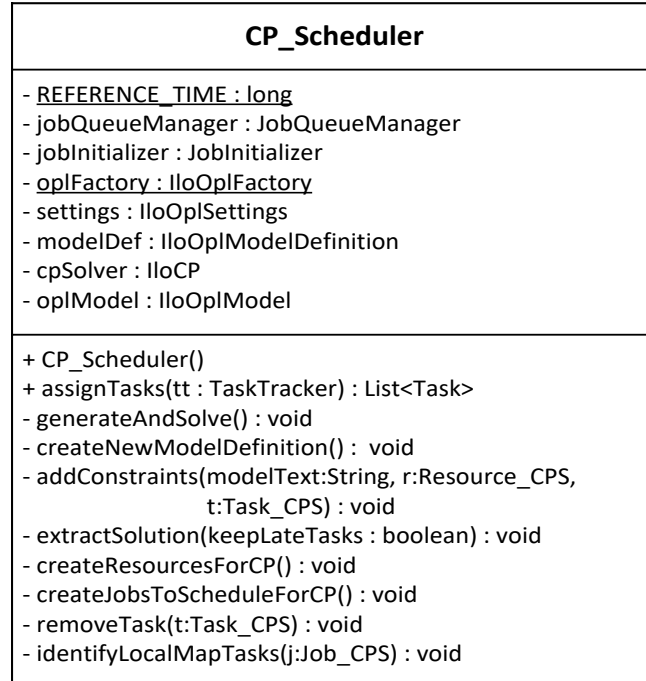 CP_Scheduler
- REFERENCE_TIME : long
- jobQueueManager : JobQueueManager
- jobInitializer : JobInitializer
- oplFactory : IloOplFactory
- settings : IloOplSettings
- modelDef : IloOplModelDefinition
- cpSolver : IloCP
- oplModel : IloOplModel
+ CP_Scheduler()
+ assignTasks(tt : TaskTracker) : List<Task>
- generateAndSolve() : void
- createNewModelDefinition() :  void
- addConstraints(modelText:String, r:Resource_CPS,
t:Task_CPS) : void
- extractSolution(keepLateTasks : boolean) : void
- createResourcesForCP() : void
- createJobsToScheduleForCP() : void
- removeTask(t:Task_CPS) : void
- identifyLocalMapTasks(j:Job_CPS) : void